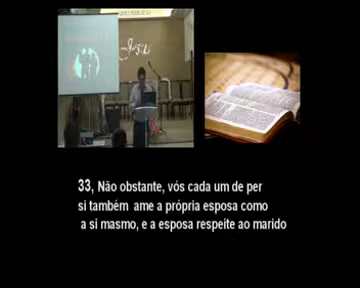 Jesus
33, Não obstante, vós cada um de per
si também ame a própria esposa como
a si masmo, e a esposa respeite ao marido